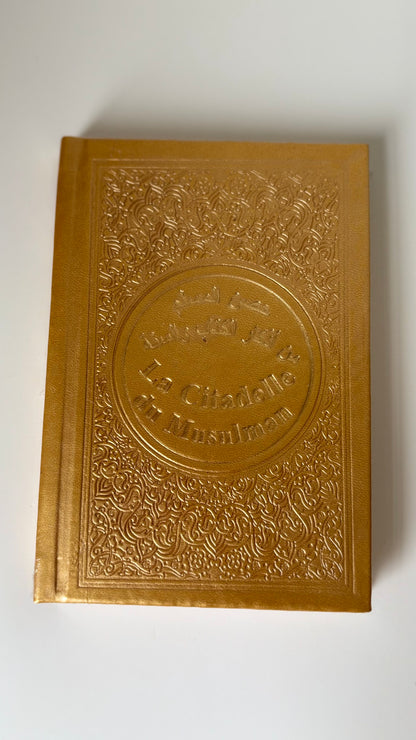 حصن المسلم
من أذكار الكتاب والسنة
La Citadelle
du Musulman